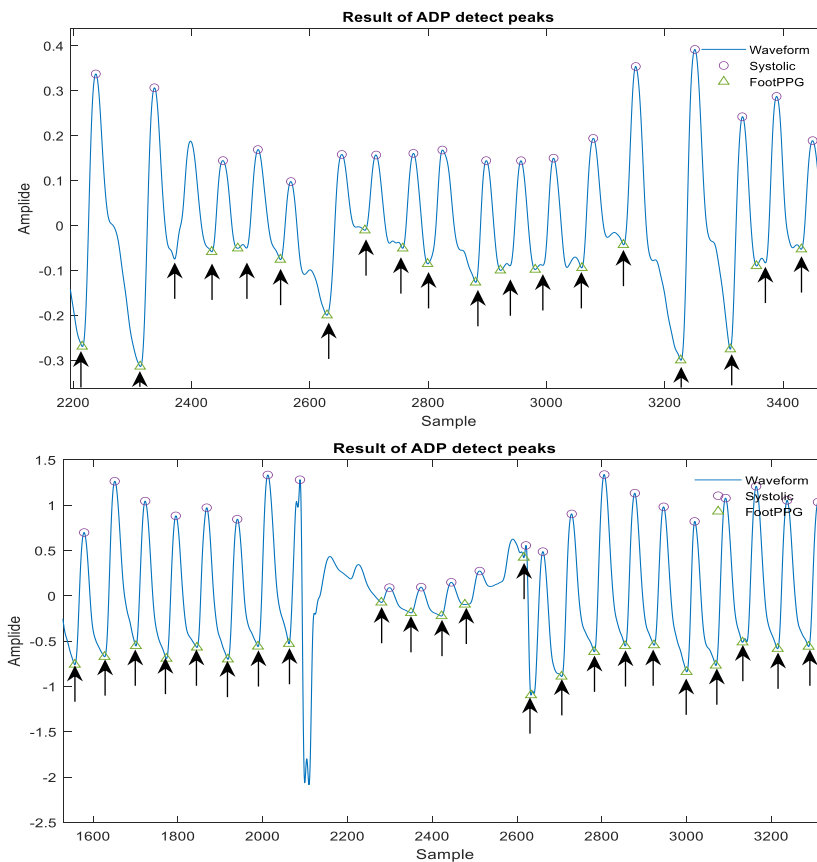 Result of ADP detect peaks
0.4
0.3
0.2
0.1
0
-0.1
-0.2
-0.3
Amplide
2200
2400
2600
2800
3000
3200
3400
Sample
Waveform
Systolic
FootPPG
Result of ADP detect peaks
1.5
1
0.5
0
-0.5
-1
-1.5
-2
-2.5
Amplide
1600
1800
2000
2200
2400
2600
2800
3000
3200
Sample
Waveform
Systolic
FootPPG